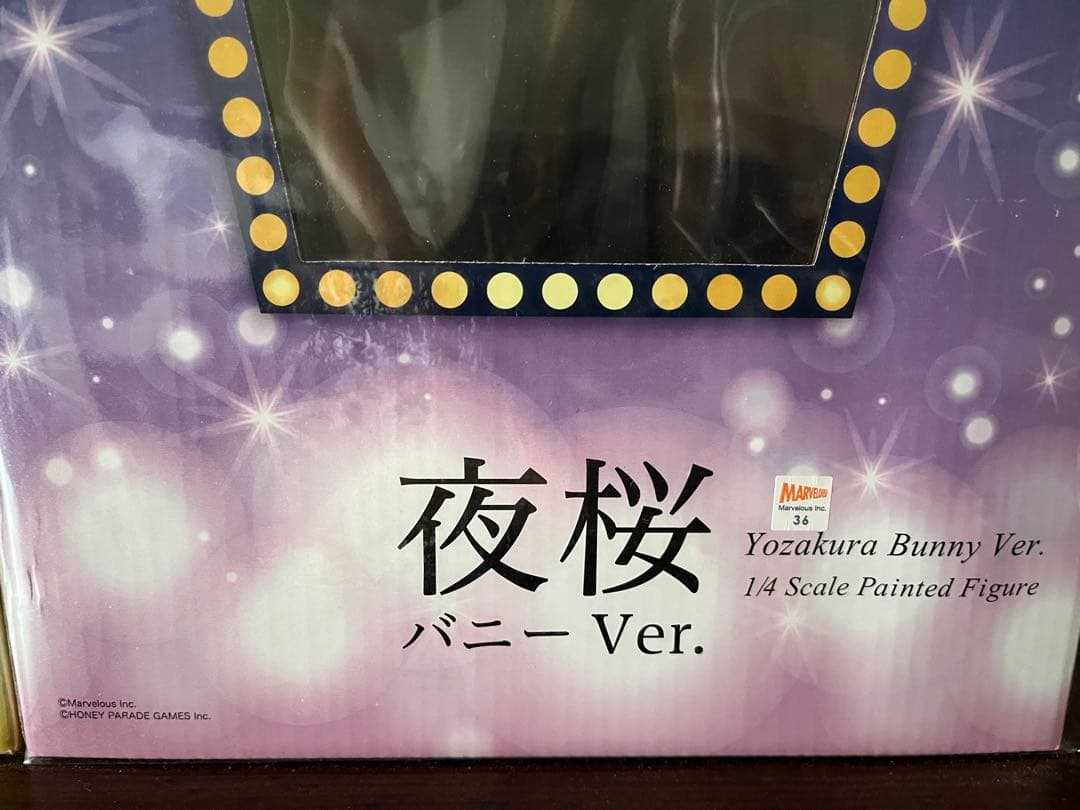 夜桜
バニー Ver.
MARVELOUS!
Marvelous Inc.
36
Yozakura Bunny Ver.
1/4 Scale Painted Figure
©Marvelous Inc.
©HONEY PARADE GAMES Inc.